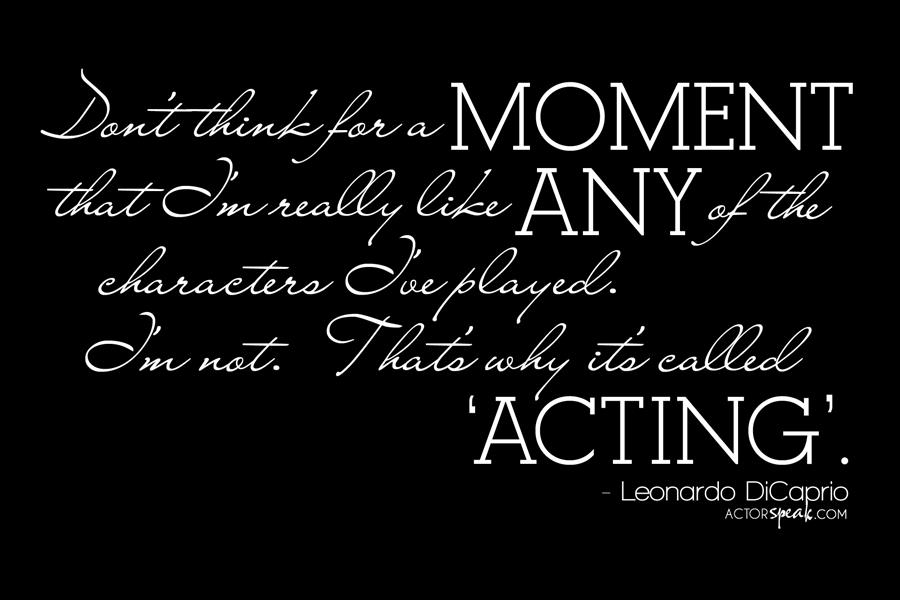 Don't think for a MOMENT
that I'm really like ANY of the
characters I've played.
I'm not. That's why it's called
‘ACTING’.
- Leonardo DiCaprio
ACTORspeak.COM